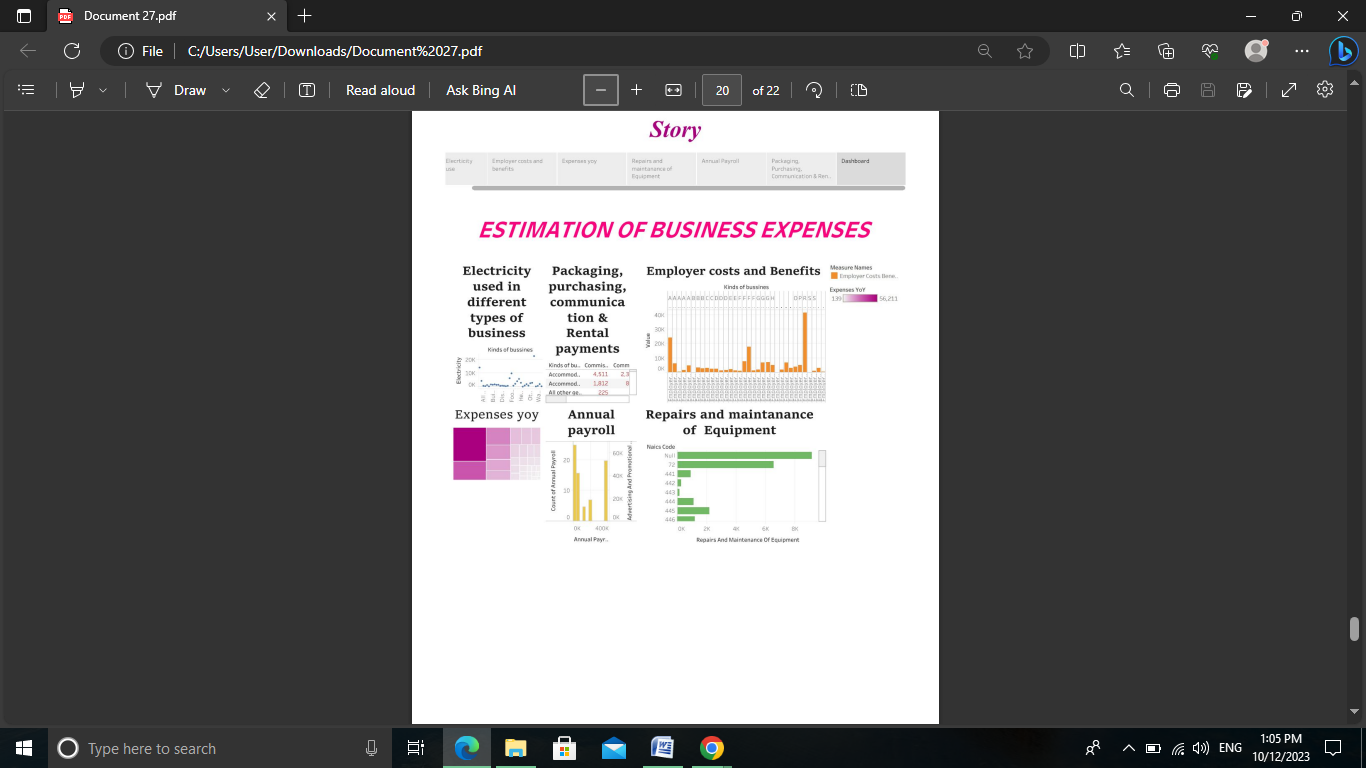 Document 27.pdf
File
C:/Users/User/Downloads/Document%2027.pdf
Draw
Read aloud
Ask Bing AI
20
of 22
Story
Electricity
use
Employer costs and
benefits
Expenses yoy
Repairs and
maintanance of
Equipment
Annual Payroll
Packaging,
Purchasing,
Communication & Ren..
Dashboard
ESTIMATION OF BUSINESS EXPENSES
Electricity
used in
different
types of
business
Kinds of bussines
Electricity
20K
10K
0K
Packaging,
purchasing,
communica
tion &
Rental
payments
Kinds of bu.. Commis.. Comm
Accommod.. 4,511 2,3
Accommod.. 1,812 8
All other ge.. 225
Employer costs and Benefits
Kinds of bussines
Value
40K
30K
20K
10K
0K
Measure Names
Employer Costs Bene..
Expenses YoY
139 56,211
Expenses yoy
Annual
payroll
Count of Annual Payroll
20
10
0
60K
40K
20K
0K
Advertising And Promotional..
0K 400K
Annual Payr..
Repairs and maintanance
of Equipment
Naics Code
Null
72
441
442
443
444
445
446
0K 2K 4K 6K 8K
Repairs And Maintenance Of Equipment
Type here to search
ENG
1:05 PM
10/12/2023